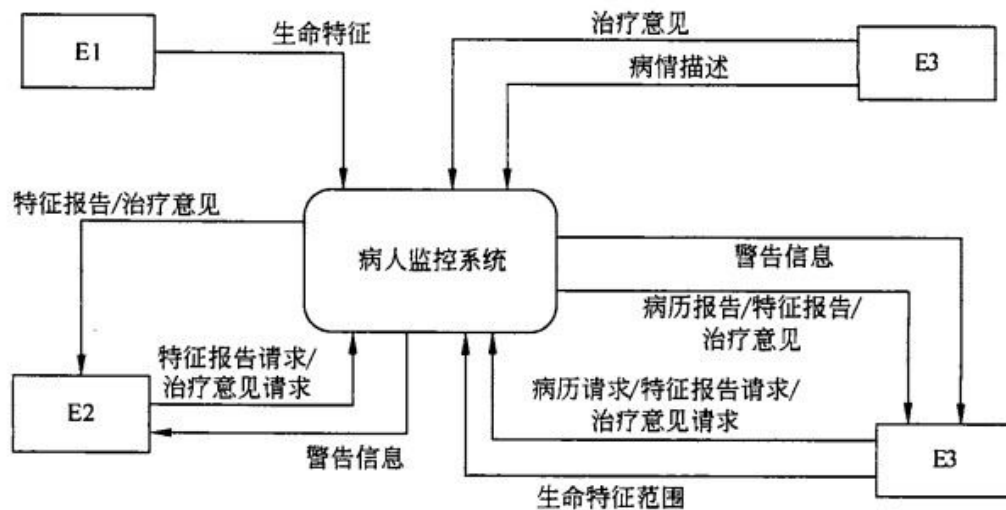 E1
生命特征
治疗意见
病情描述
E3
特征报告/治疗意见
病人监控系统
警告信息
病历报告/特征报告/
治疗意见
特征报告请求/
治疗意见请求
E2
警告信息
病历请求/特征报告请求/
治疗意见请求
E3
生命特征范围